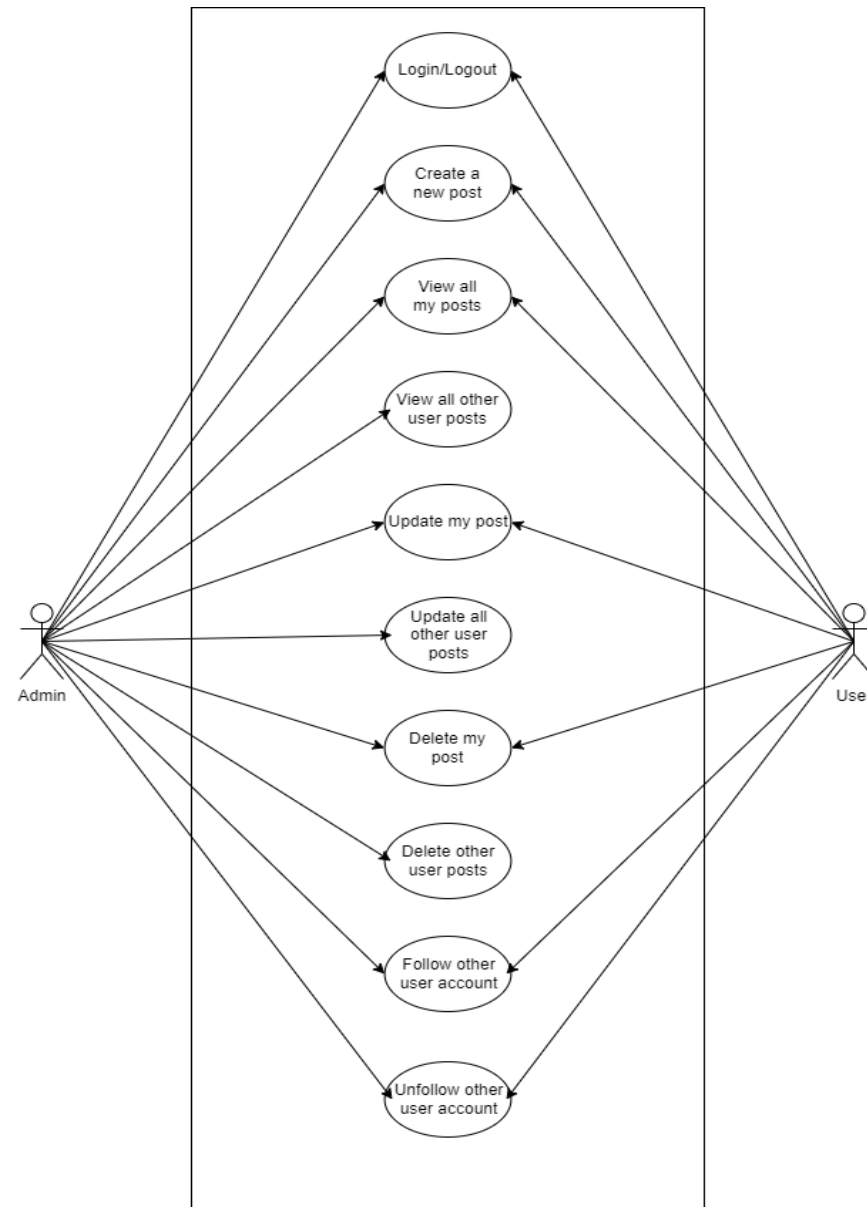 Login/Logout
Create a
new post
View all
my posts
View all other
user posts
Update my post
Update all
other user
posts
Admin
Use
Delete my
post
Delete other
user posts
Follow other
user account
Unfollow other
user account